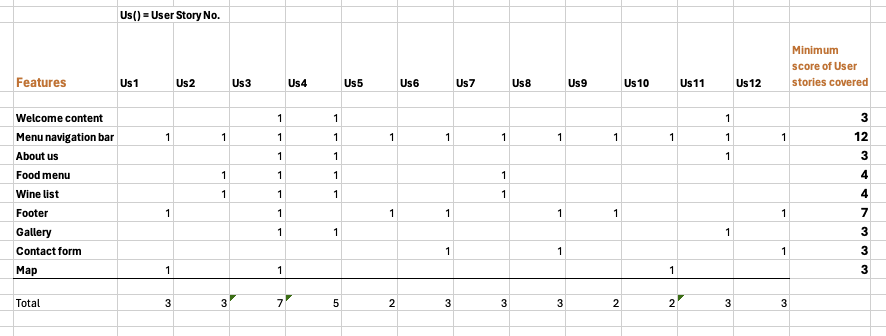 Us() = User Story No.
Minimum
score of User
Features Us1 Us2 Us3 Us4 Us5 Us6 Us7 Us8 Us9 Us10 Us11 Us12 stories covered
Welcome content 1 1 1 3
Menu navigation bar 1 1 1 1 1 1 1 1 1 1 1 1 12
About us 1 1 1 3
Food menu 1 1 1 1 4
Wine list 1 1 1 1 4
Footer 1 1 1 1 1 1 1 7
Gallery 1 1 1 3
Contact form 1 1 1 3
Map 1 1 1 3
Total 3 3 7 5 2 3 3 3 2 2 3 3